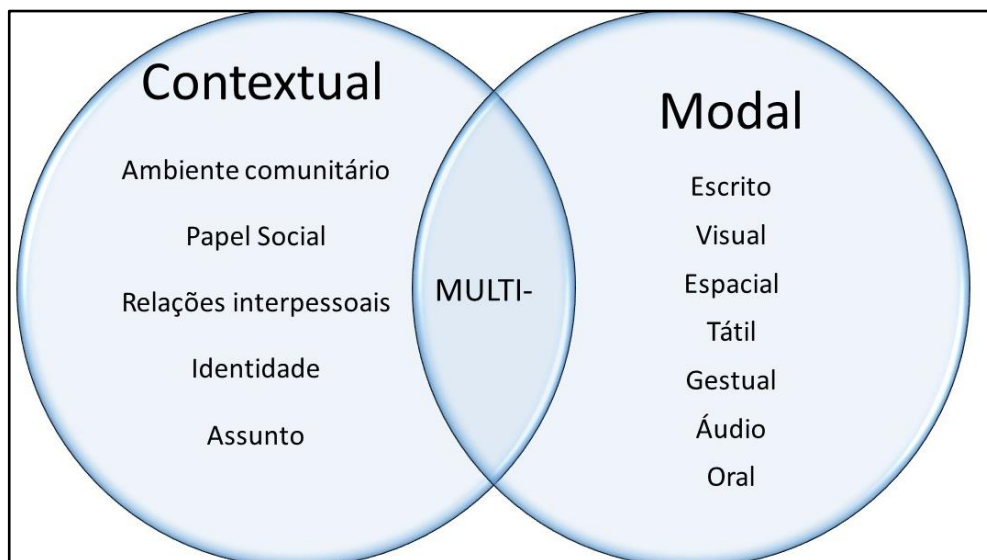 Contextual
Ambiente comunitário
Papel Social
Relações interpessoais
Identidade
Assunto
MULTI-
Modal
Escrito
Visual
Espacial
Tátil
Gestual
Áudio
Oral